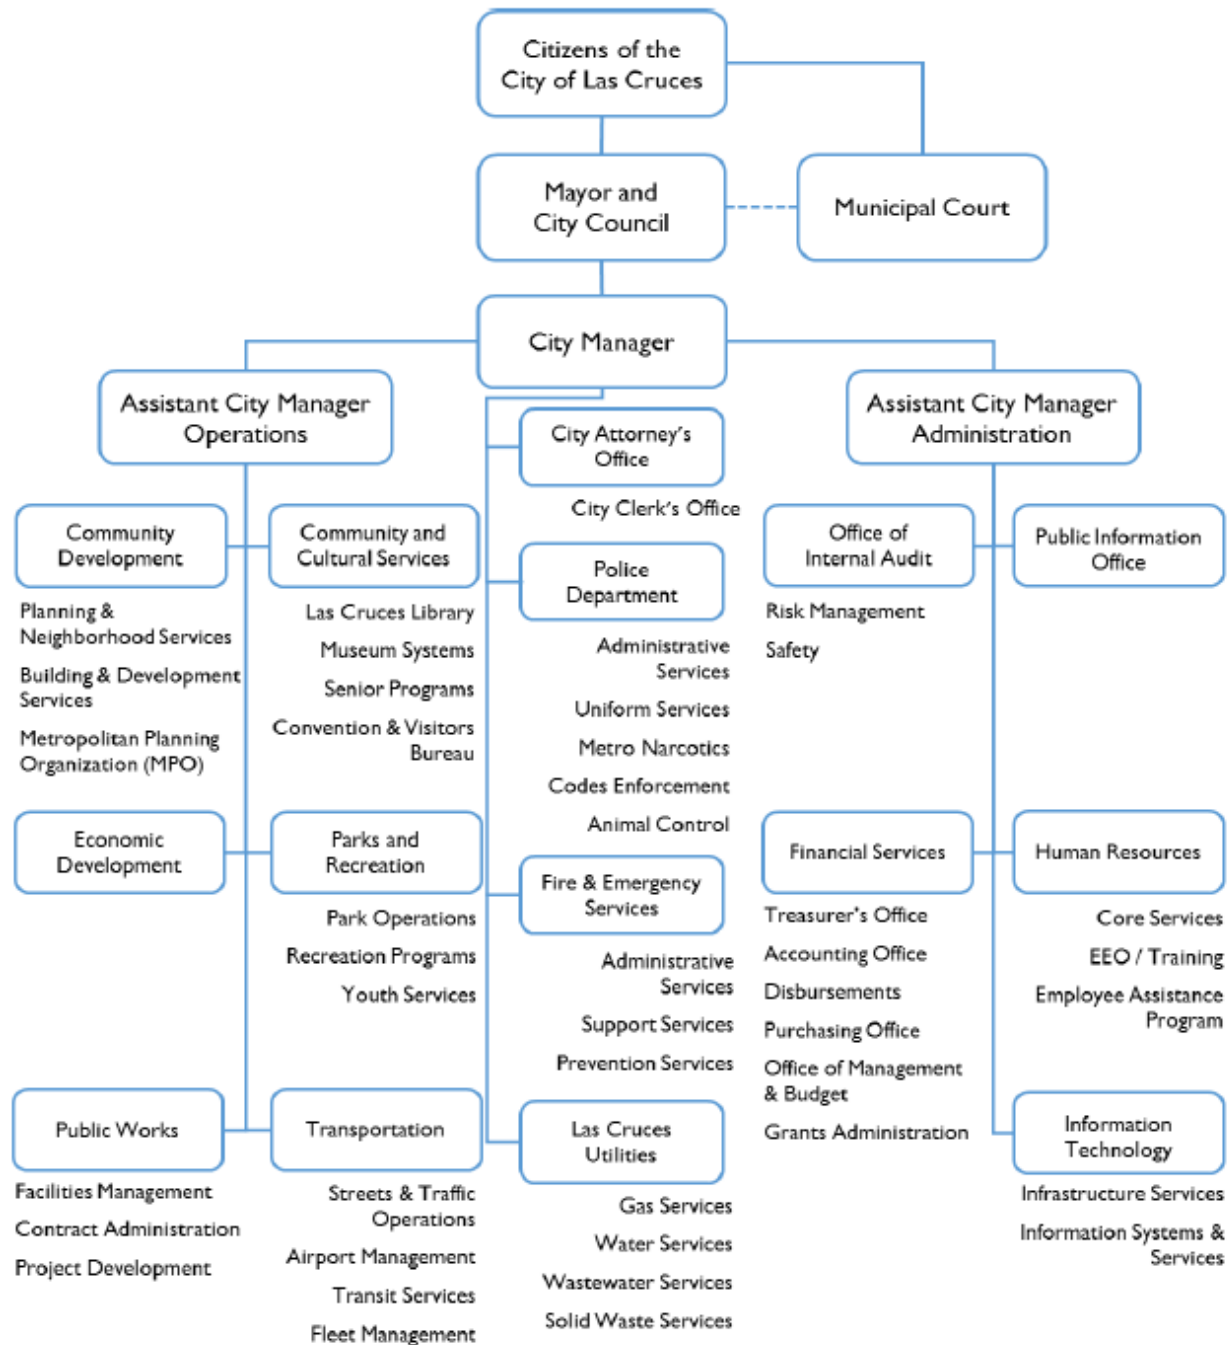 Citizens of the
City of Las Cruces
Mayor and
City Council
Municipal Court
City Manager
Assistant City Manager
Operations
Assistant City Manager
Administration
City Attorney's
Office
City Clerk's Office
Community
Development
Planning &
Neighborhood Services
Building & Development
Services
Metropolitan Planning
Organization (MPO)
Community and
Cultural Services
Las Cruces Library
Museum Systems
Senior Programs
Convention & Visitors
Bureau
Police
Department
Administrative
Services
Uniform Services
Metro Narcotics
Codes Enforcement
Animal Control
Office of
Internal Audit
Risk Management
Safety
Public Information
Office
Economic
Development
Parks and
Recreation
Park Operations
Recreation Programs
Youth Services
Fire & Emergency
Services
Administrative
Services
Support Services
Prevention Services
Financial Services
Treasurer's Office
Accounting Office
Disbursements
Purchasing Office
Office of Management
& Budget
Grants Administration
Human Resources
Core Services
EEO / Training
Employee Assistance
Program
Public Works
Facilities Management
Contract Administration
Project Development
Transportation
Streets & Traffic
Operations
Airport Management
Transit Services
Fleet Management
Las Cruces
Utilities
Gas Services
Water Services
Wastewater Services
Solid Waste Services
Information
Technology
Infrastructure Services
Information Systems &
Services